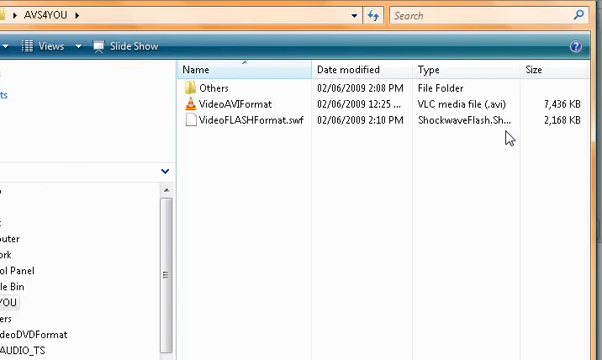 AVS4YOU
Search
Views Slide Show
Name Date modified Type Size
Others 02/06/2009 2:08 PM File Folder
VideoAVIFormat 02/06/2009 12:25 ... VLC media file (.avi) 7,436 KB
VideoFLASHFormat.swf 02/06/2009 2:10 PM ShockwaveFlash.Sh... 2,168 KB
ts
uter
ork
ol Panel
le Bin
YOU
ers
deoDVDFormat
AUDIO_TS